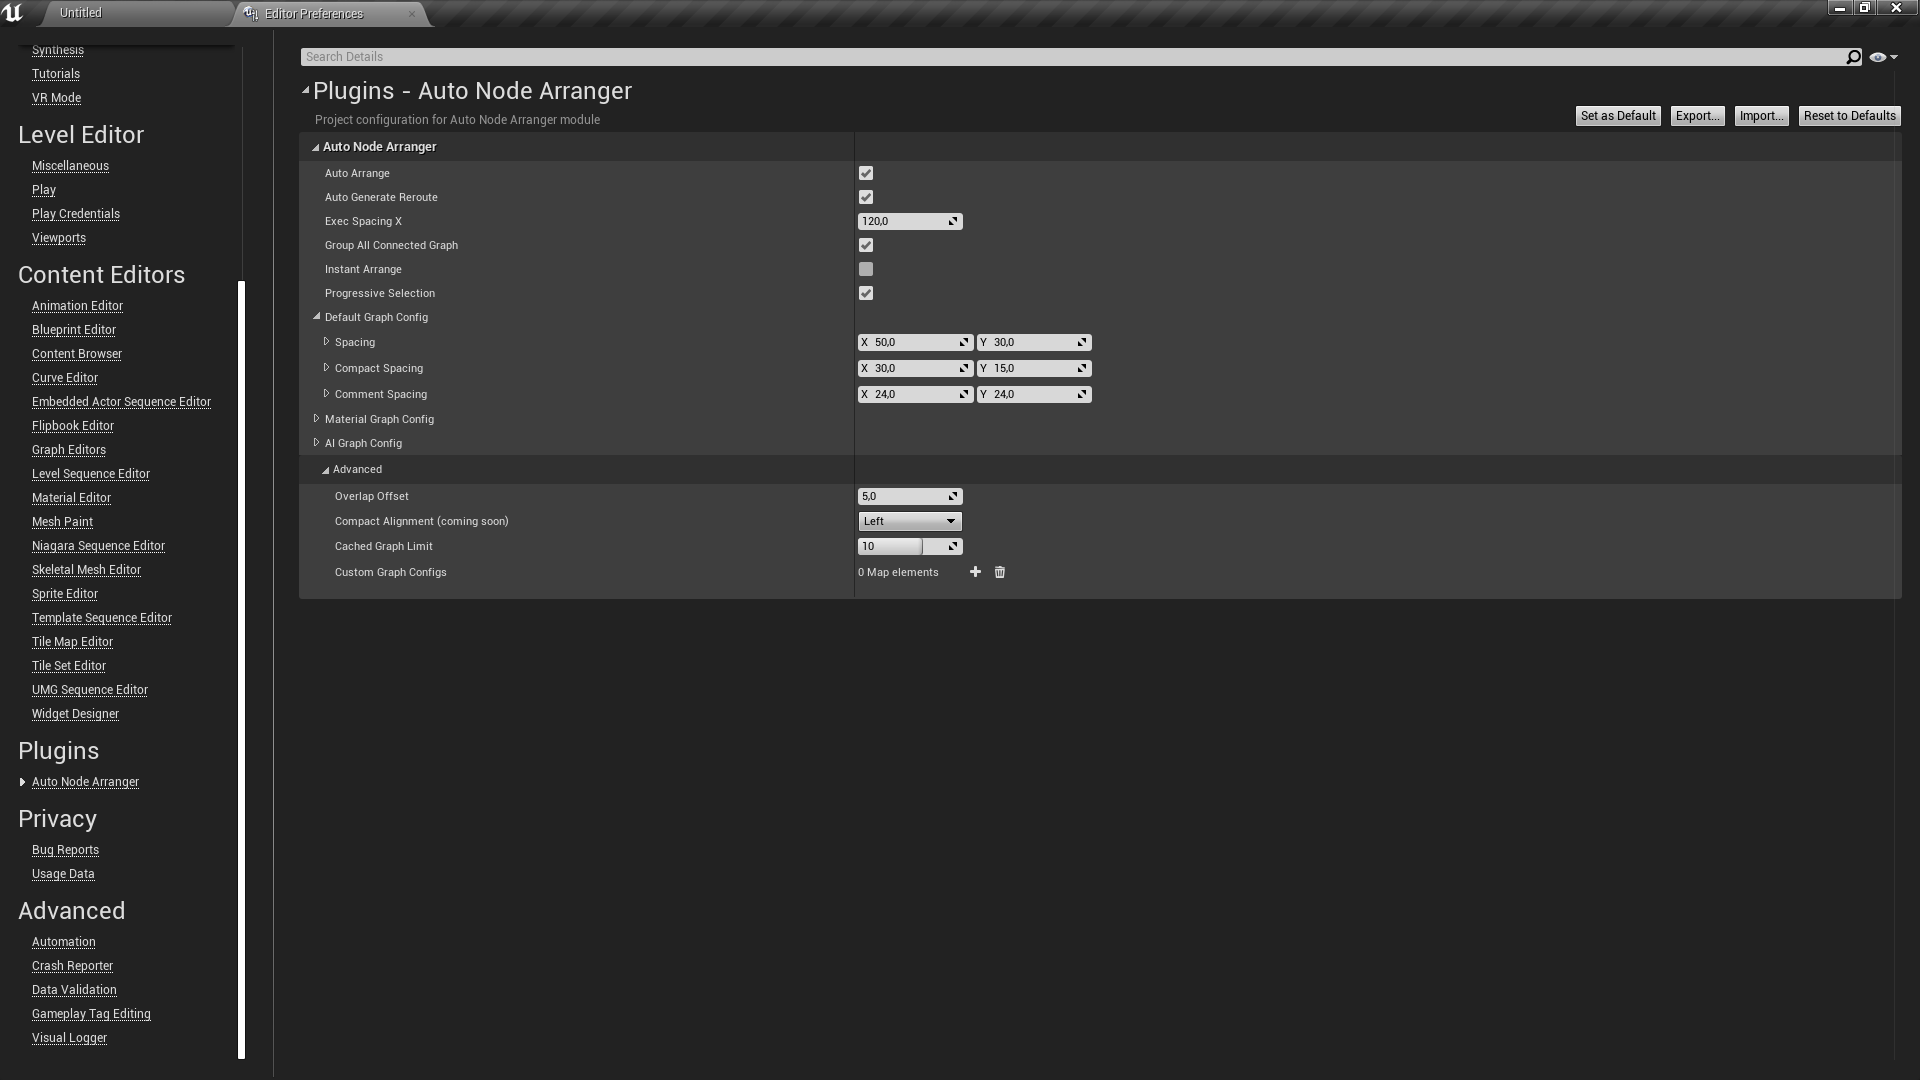 Untitled
Editor Preferences
Synthesis
Tutorials
VR Mode
Level Editor
Miscellaneous
Play
Play Credentials
Viewports
Content Editors
Animation Editor
Blueprint Editor
Content Browser
Curve Editor
Embedded Actor Sequence Editor
Flipbook Editor
Graph Editors
Level Sequence Editor
Material Editor
Mesh Paint
Niagara Sequence Editor
Skeletal Mesh Editor
Sprite Editor
Template Sequence Editor
Tile Map Editor
Tile Set Editor
UMG Sequence Editor
Widget Designer
Plugins
Auto Node Arranger
Privacy
Bug Reports
Usage Data
Advanced
Automation
Crash Reporter
Data Validation
Gameplay Tag Editing
Visual Logger
Search Details
Plugins - Auto Node Arranger
Project configuration for Auto Node Arranger module
Set as Default Export... Import... Reset to Defaults
Auto Node Arranger
Auto Arrange
Auto Generate Reroute
Exec Spacing X 120,0
Group All Connected Graph
Instant Arrange
Progressive Selection
Default Graph Config
Spacing X 50,0 Y 30,0
Compact Spacing X 30,0 Y 15,0
Comment Spacing X 24,0 Y 24,0
Material Graph Config
AI Graph Config
Advanced
Overlap Offset 5,0
Compact Alignment (coming soon) Left
Cached Graph Limit 10
Custom Graph Configs 0 Map elements